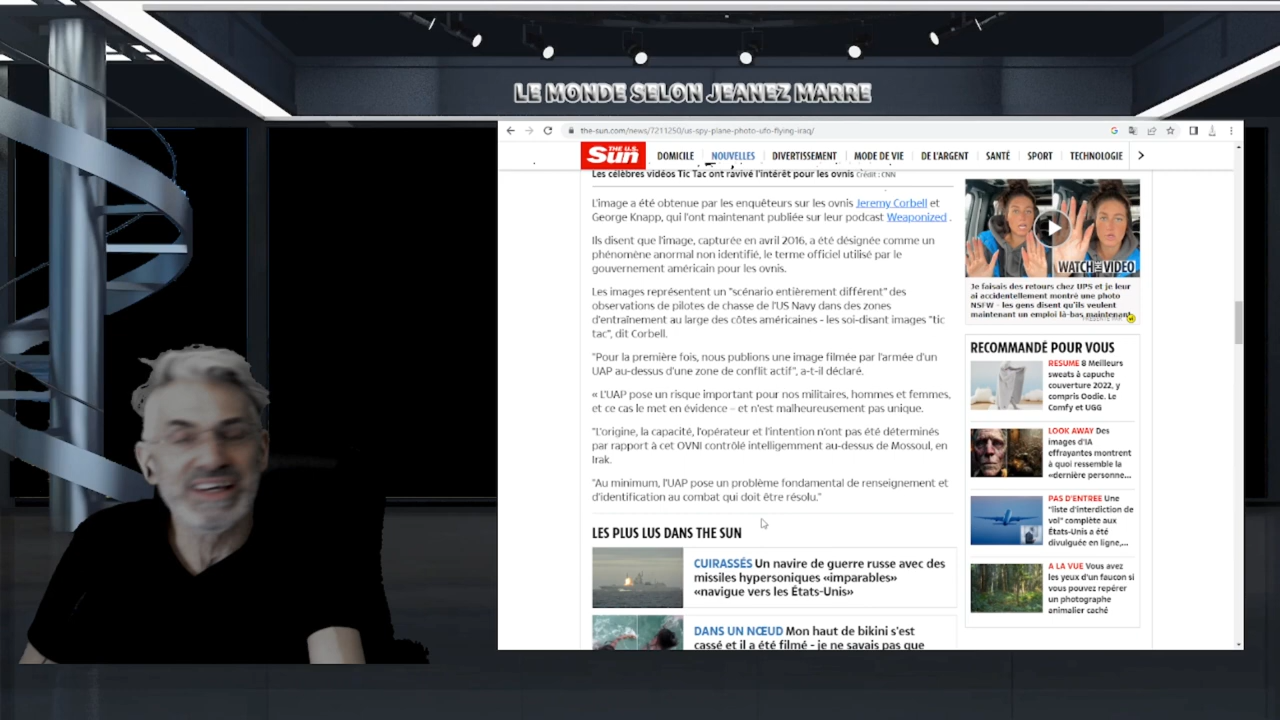 LE MONDE SELON JEANEZ MARRE
the-sun.com/news/7211250/us-spy-plane-photo-ufo-flying-iraq/
THE U.S. Sun
DOMICILE NOUVELLES DIVERTISSEMENT MODE DE VIE DE L'ARGENT SANTÉ SPORT TECHNOLOGIE
Les célèbres vidéos Tic Tac ont ravivé l'intérêt pour les ovnis Crédit : CNN
L'image a été obtenue par les enquêteurs sur les ovnis Jeremy Corbell et
George Knapp, qui l'ont maintenant publiée sur leur podcast Weaponized .
Ils disent que l'image, capturée en avril 2016, a été désignée comme un
phénomène anormal non identifié, le terme officiel utilisé par le
gouvernement américain pour les ovnis.
Les images représentent un "scénario entièrement différent" des
observations de pilotes de chasse de l'US Navy dans des zones
d'entraînement au large des côtes américaines - les soi-disant images "tic
tac", dit Corbell.
"Pour la première fois, nous publions une image filmée par l'armée d'un
UAP au-dessus d'une zone de conflit actif", a-t-il déclaré.
« L'UAP pose un risque important pour nos militaires, hommes et femmes,
et ce cas le met en évidence – et n'est malheureusement pas unique.
"L'origine, la capacité, l'opérateur et l'intention n'ont pas été déterminés
par rapport à cet OVNI contrôlé intelligemment au-dessus de Mossoul, en
Irak.
"Au minimum, l'UAP pose un problème fondamental de renseignement et
d'identification au combat qui doit être résolu."
LES PLUS LUS DANS THE SUN
CUIRASSÉS Un navire de guerre russe avec des
missiles hypersoniques «imparables»
«navigue vers les États-Unis»
DANS UN NŒUD Mon haut de bikini s'est
cassé et il a été filmé - je ne savais pas que
WATCH THE VIDEO
Je faisais des retours chez UPS et je leur
ai accidentellement montré une photo
NSFW - les gens disent qu'ils veulent
maintenant un emploi là-bas maintenant
RECOMMANDÉ POUR VOUS
RESUME 8 Meilleurs
sweats à capuche
couverture 2022, y
compris Oodie. Le
Comfy et UGG
LOOK AWAY Des
images d'IA
effrayantes montrent
à quoi ressemble la
«dernière personne...
PAS D'ENTREE Une
"liste d'interdiction de
vol" complète aux
États-Unis a été
divulguée en ligne,...
A LA VUE Vous avez
les yeux d'un faucon si
vous pouvez repérer
un photographe
animalier caché